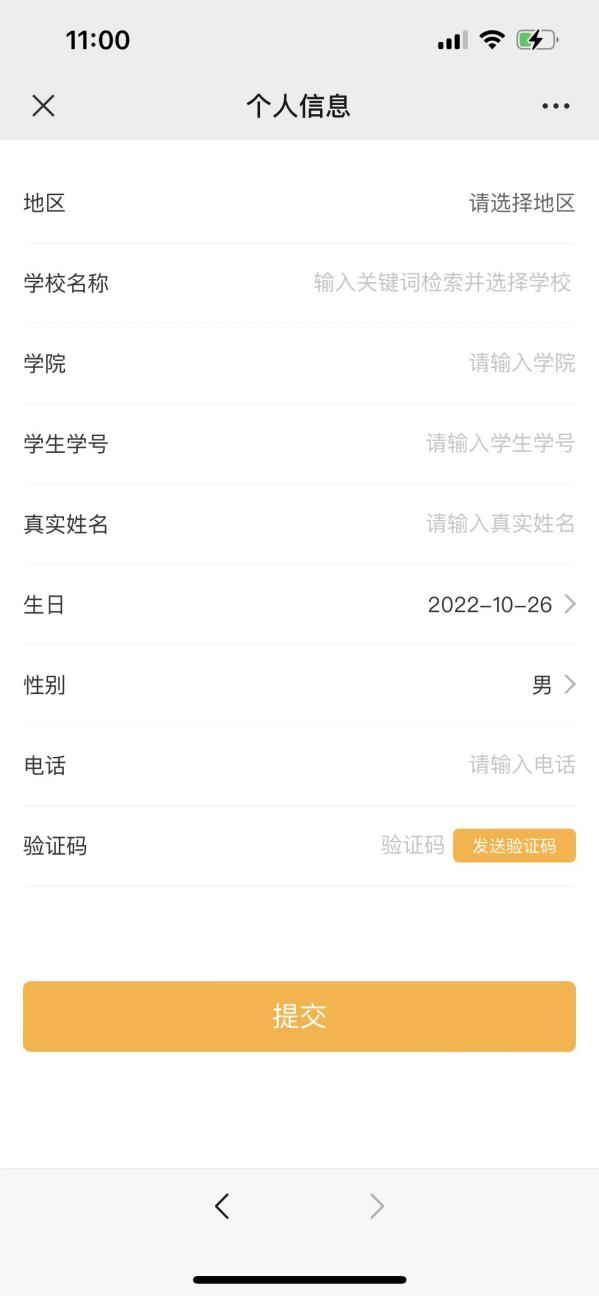 11:00
个人信息
地区 请选择地区
学校名称 输入关键词检索并选择学校
学院 请输入学院
学生学号 请输入学生学号
真实姓名 请输入真实姓名
生日 2022-10-26
性别 男
电话 请输入电话
验证码 验证码 发送验证码
提交